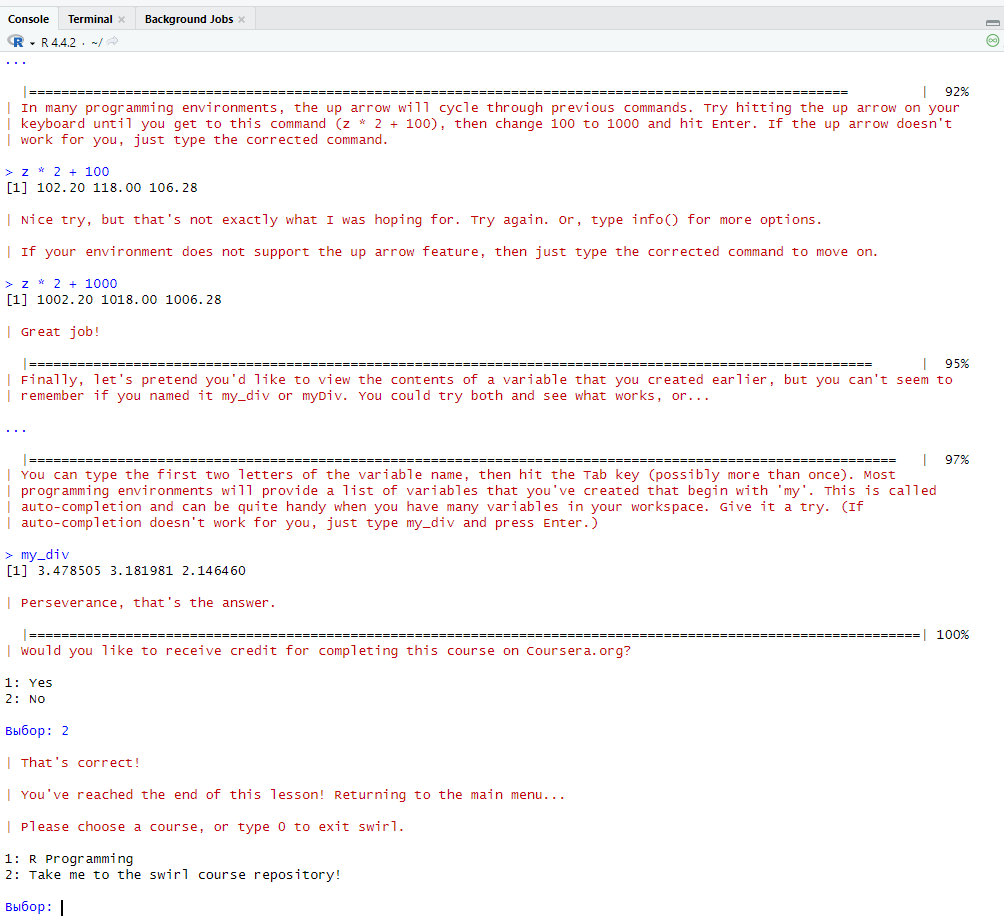 Console Terminal × Background Jobs ×
R 4.4.2 · ~/
...
|======================================================================================================         |  92%
| In many programming environments, the up arrow will cycle through previous commands. Try hitting the up arrow on your
| keyboard until you get to this command (z * 2 + 100), then change 100 to 1000 and hit Enter. If the up arrow doesn't
| work for you, just type the corrected command.
> z * 2 + 100
[1] 102.20 118.00 106.28
| Nice try, but that's not exactly what I was hoping for. Try again. Or, type info() for more options.
| If your environment does not support the up arrow feature, then just type the corrected command to move on.
> z * 2 + 1000
[1] 1002.20 1018.00 1006.28
| Great job!
|=========================================================================================================      |  95%
| Finally, let's pretend you'd like to view the contents of a variable that you created earlier, but you can't seem to
| remember if you named it my_div or myDiv. You could try both and see what works, or...
...
|============================================================================================================   |  97%
| You can type the first two letters of the variable name, then hit the Tab key (possibly more than once). Most
| programming environments will provide a list of variables that you've created that begin with 'my'. This is called
| auto-completion and can be quite handy when you have many variables in your workspace. Give it a try. (If
| auto-completion doesn't work for you, just type my_div and press Enter.)
> my_div
[1] 3.478505 3.181981 2.146460
| Perseverance, that's the answer.
|===============================================================================================================| 100%
| Would you like to receive credit for completing this course on Coursera.org?
1: Yes
2: No
Выбор: 2
| That's correct!
| You've reached the end of this lesson! Returning to the main menu...
| Please choose a course, or type 0 to exit swirl.
1: R Programming
2: Take me to the swirl course repository!
Выбор: